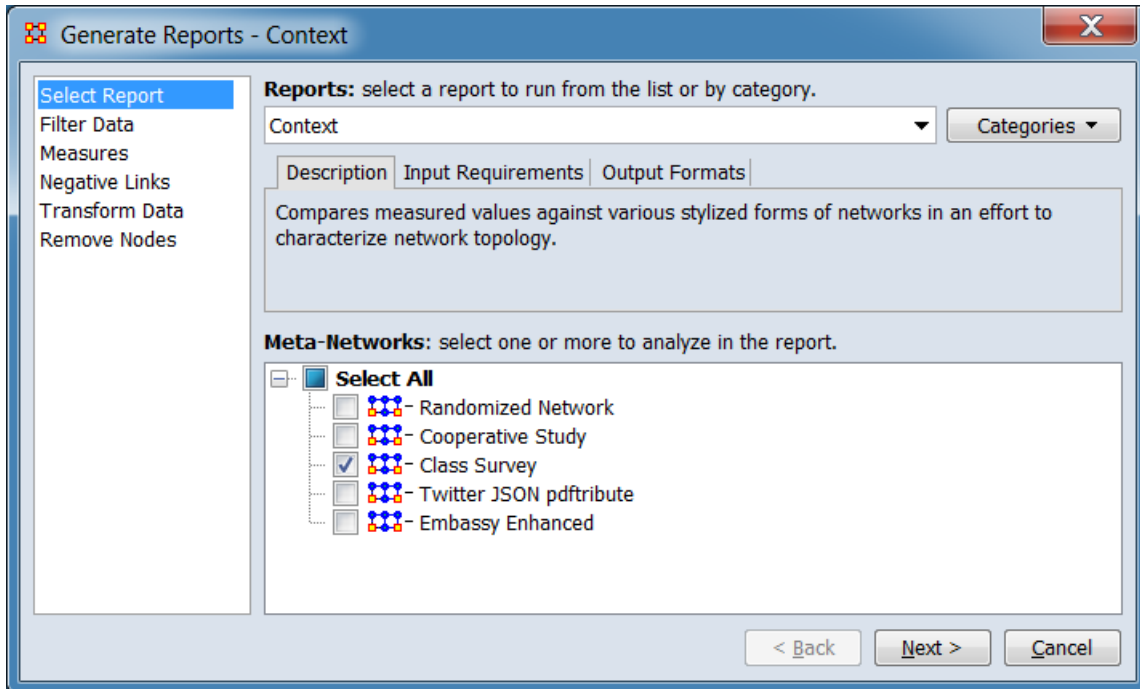 Generate Reports - Context
X
Select Report
Filter Data
Measures
Negative Links
Transform Data
Remove Nodes
Reports: select a report to run from the list or by category.
Context
Categories
Description
Input Requirements
Output Formats
Compares measured values against various stylized forms of networks in an effort to
characterize network topology.
Meta-Networks: select one or more to analyze in the report.
Select All
Randomized Network
Cooperative Study
Class Survey
Twitter JSON pdftribute
Embassy Enhanced
< Back
Next >
Cancel